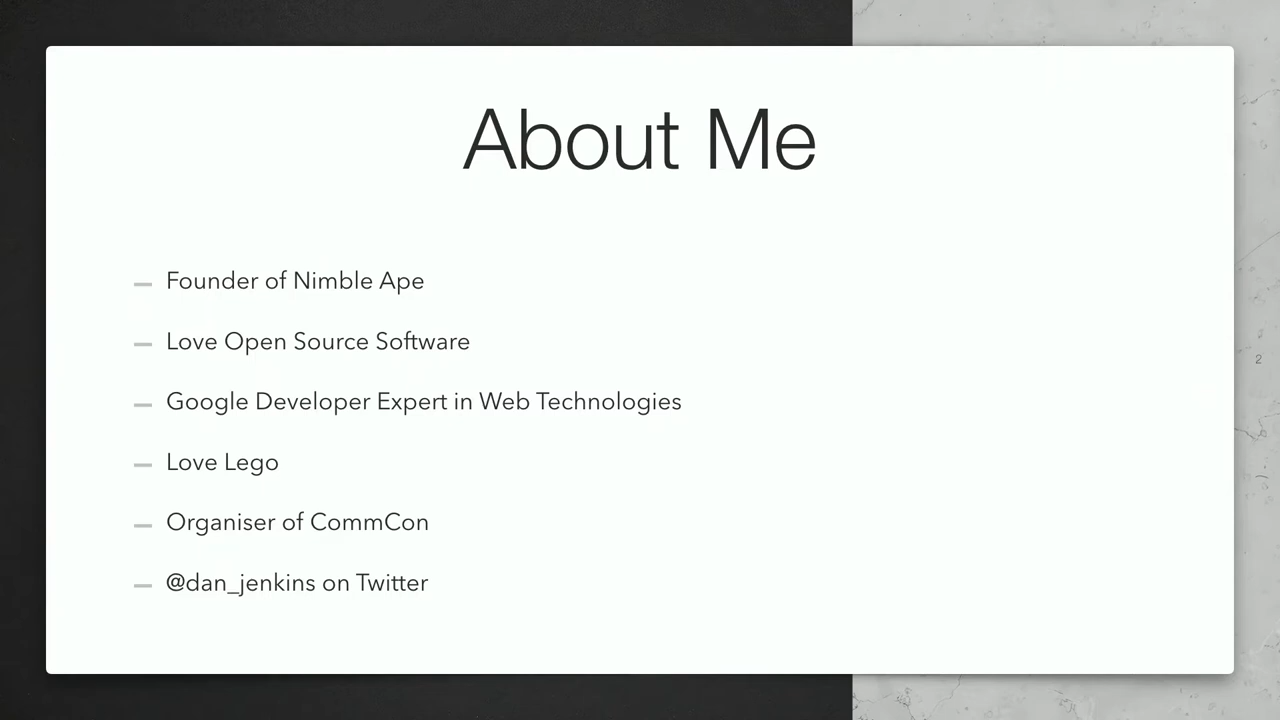 About Me
Founder of Nimble Ape
Love Open Source Software
Google Developer Expert in Web Technologies
2
Love Lego
Organiser of CommCon
@dan_jenkins on Twitter